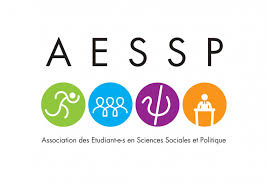 AESSP
ψ
Association des Etudiant-e-s en Sciences Sociales et Politique